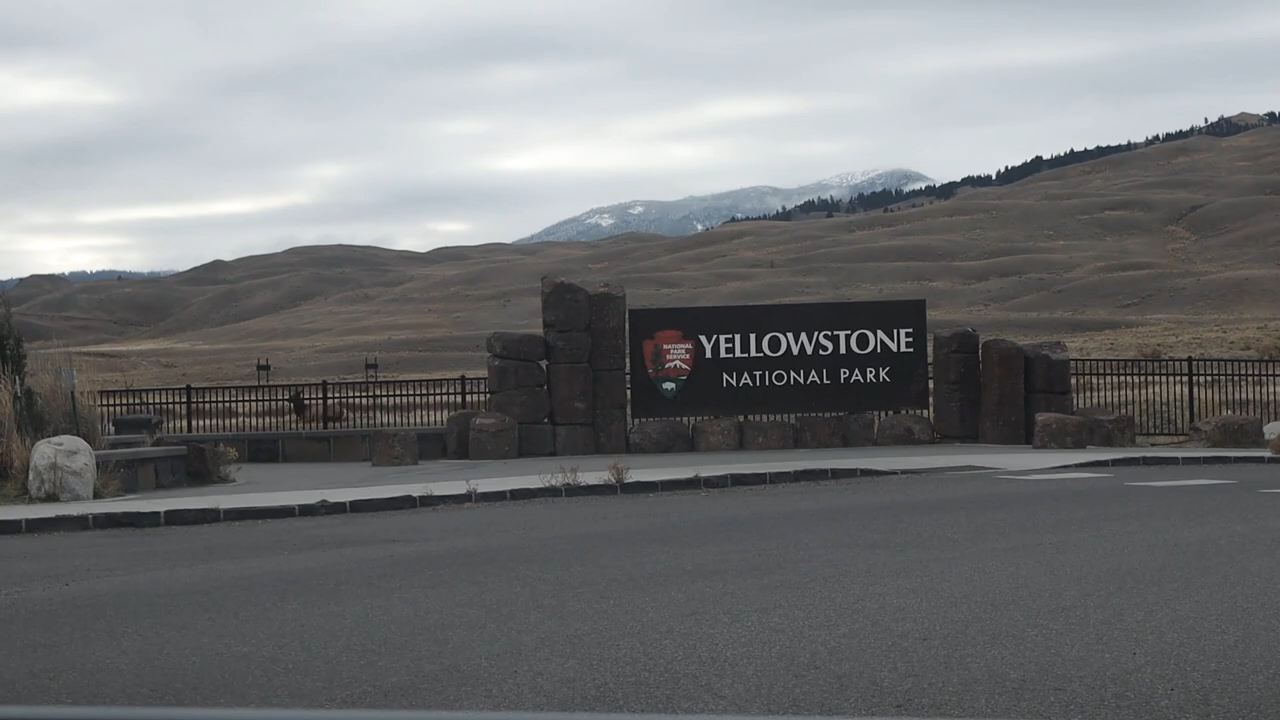 NATIONAL
PARK
SERVICE
YELLOWSTONE
NATIONAL PARK